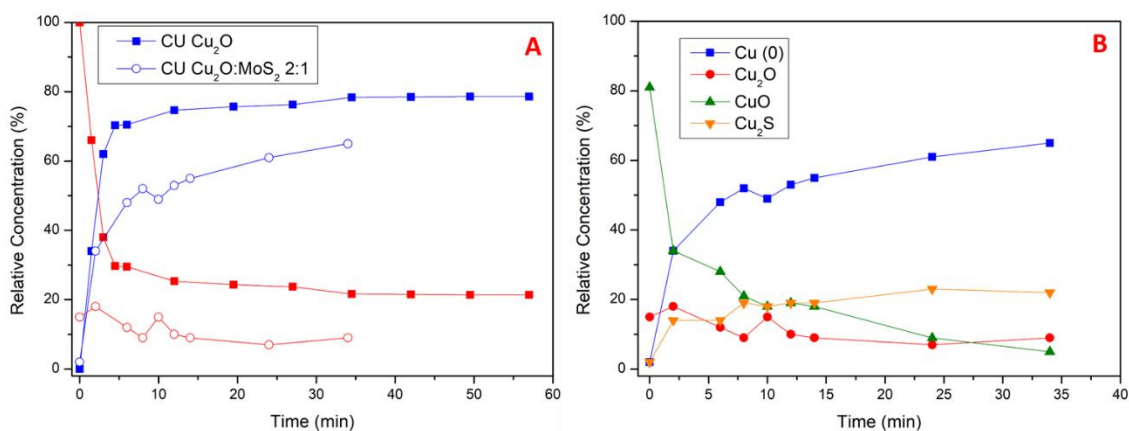 A
CU Cu₂O
CU Cu₂O:MoS₂ 2:1
Relative Concentration (%)
100
80
60
40
20
0
0 10 20 30 40 50 60
Time (min)
B
Cu (0)
Cu₂O
CuO
Cu₂S
Relative Concentration (%)
100
80
60
40
20
0
0 5 10 15 20 25 30 35 40
Time (min)